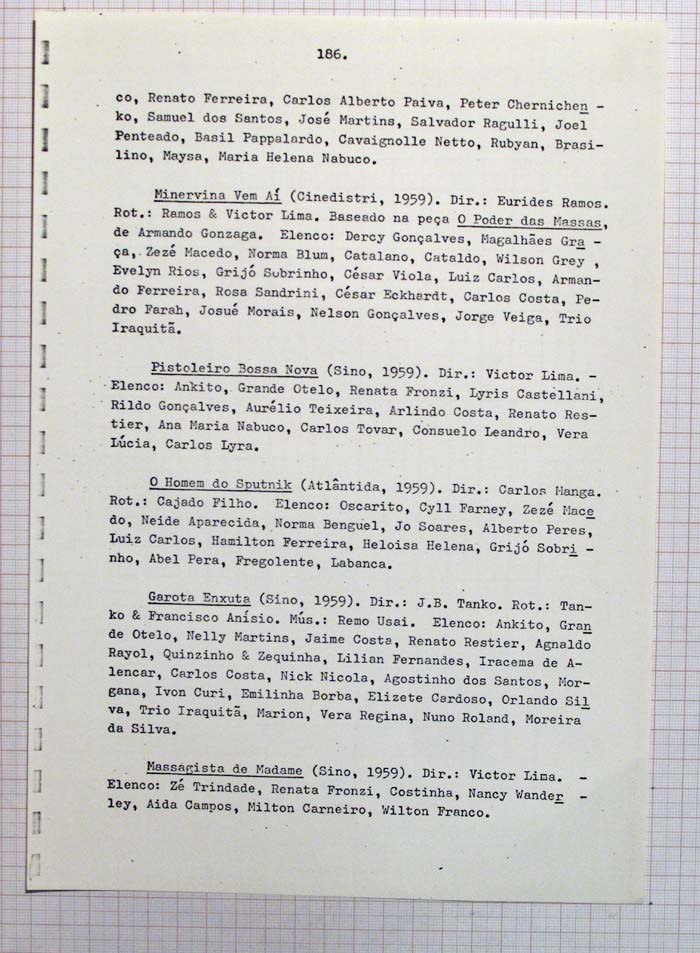 186.
co, Renato Ferreira, Carlos Alberto Paiva, Peter Chernichen -
ko, Samuel dos Santos, José Martins, Salvador Ragulli, Joel
Penteado, Basil Pappalardo, Cavaignolle Netto, Rubyan, Brasi-
lino, Maysa, Maria Helena Nabuco.
Minervina Vem Aí (Cinedistri, 1959). Dir.: Eurides Ramos.
Rot.: Ramos & Victor Lima. Baseado na peça O Poder das Massas,
de Armando Gonzaga. Elenco: Dercy Gonçalves, Magalhães Gra -
ça, Zezé Macedo, Norma Blum, Catalano, Cataldo, Wilson Grey ,
Evelyn Rios, Grijó Sobrinho, César Viola, Luiz Carlos, Arman-
do Ferreira, Rosa Sandrini, César Eckhardt, Carlos Costa, Pe-
dro Farah, Josué Morais, Nelson Gonçalves, Jorge Veiga, Trio
Iraquitã.
Pistoleiro Bossa Nova (Sino, 1959). Dir.: Victor Lima. -
Elenco: Ankito, Grande Otelo, Renata Fronzi, Lyris Castellani,
Rildo Gonçalves, Aurélio Teixeira, Arlindo Costa, Renato Res-
tier, Ana Maria Nabuco, Carlos Tovar, Consuelo Leandro, Vera
Lúcia, Carlos Lyra.
O Homem do Sputnik (Atlântida, 1959). Dir.: Carlos Manga.
Rot.: Cajado Filho. Elenco: Oscarito, Cyll Farney, Zezé Mace
do, Neide Aparecida, Norma Benguel, Jo Soares, Alberto Peres,
Luiz Carlos, Hamilton Ferreira, Heloisa Helena, Grijó Sobri -
nho, Abel Pera, Fregolente, Labanca.
Garota Enxuta (Sino, 1959). Dir.: J.B. Tanko. Rot.: Tan-
ko & Francisco Anísio. Mús.: Remo Usai. Elenco: Ankito, Gran
de Otelo, Nelly Martins, Jaime Costa, Renato Restier, Agnaldo
Rayol, Quinzinho & Zequinha, Lilian Fernandes, Iracema de A-
lencar, Carlos Costa, Nick Nicola, Agostinho dos Santos, Mor-
gana, Ivon Curi, Emilinha Borba, Elizete Cardoso, Orlando Sil
va, Trio Iraquitã, Marion, Vera Regina, Nuno Roland, Moreira
da Silva.
Massagista de Madame (Sino, 1959). Dir.: Victor Lima. -
Elenco: Zé Trindade, Renata Fronzi, Costinha, Nancy Wander -
ley, Aida Campos, Milton Carneiro, Wilton Franco.